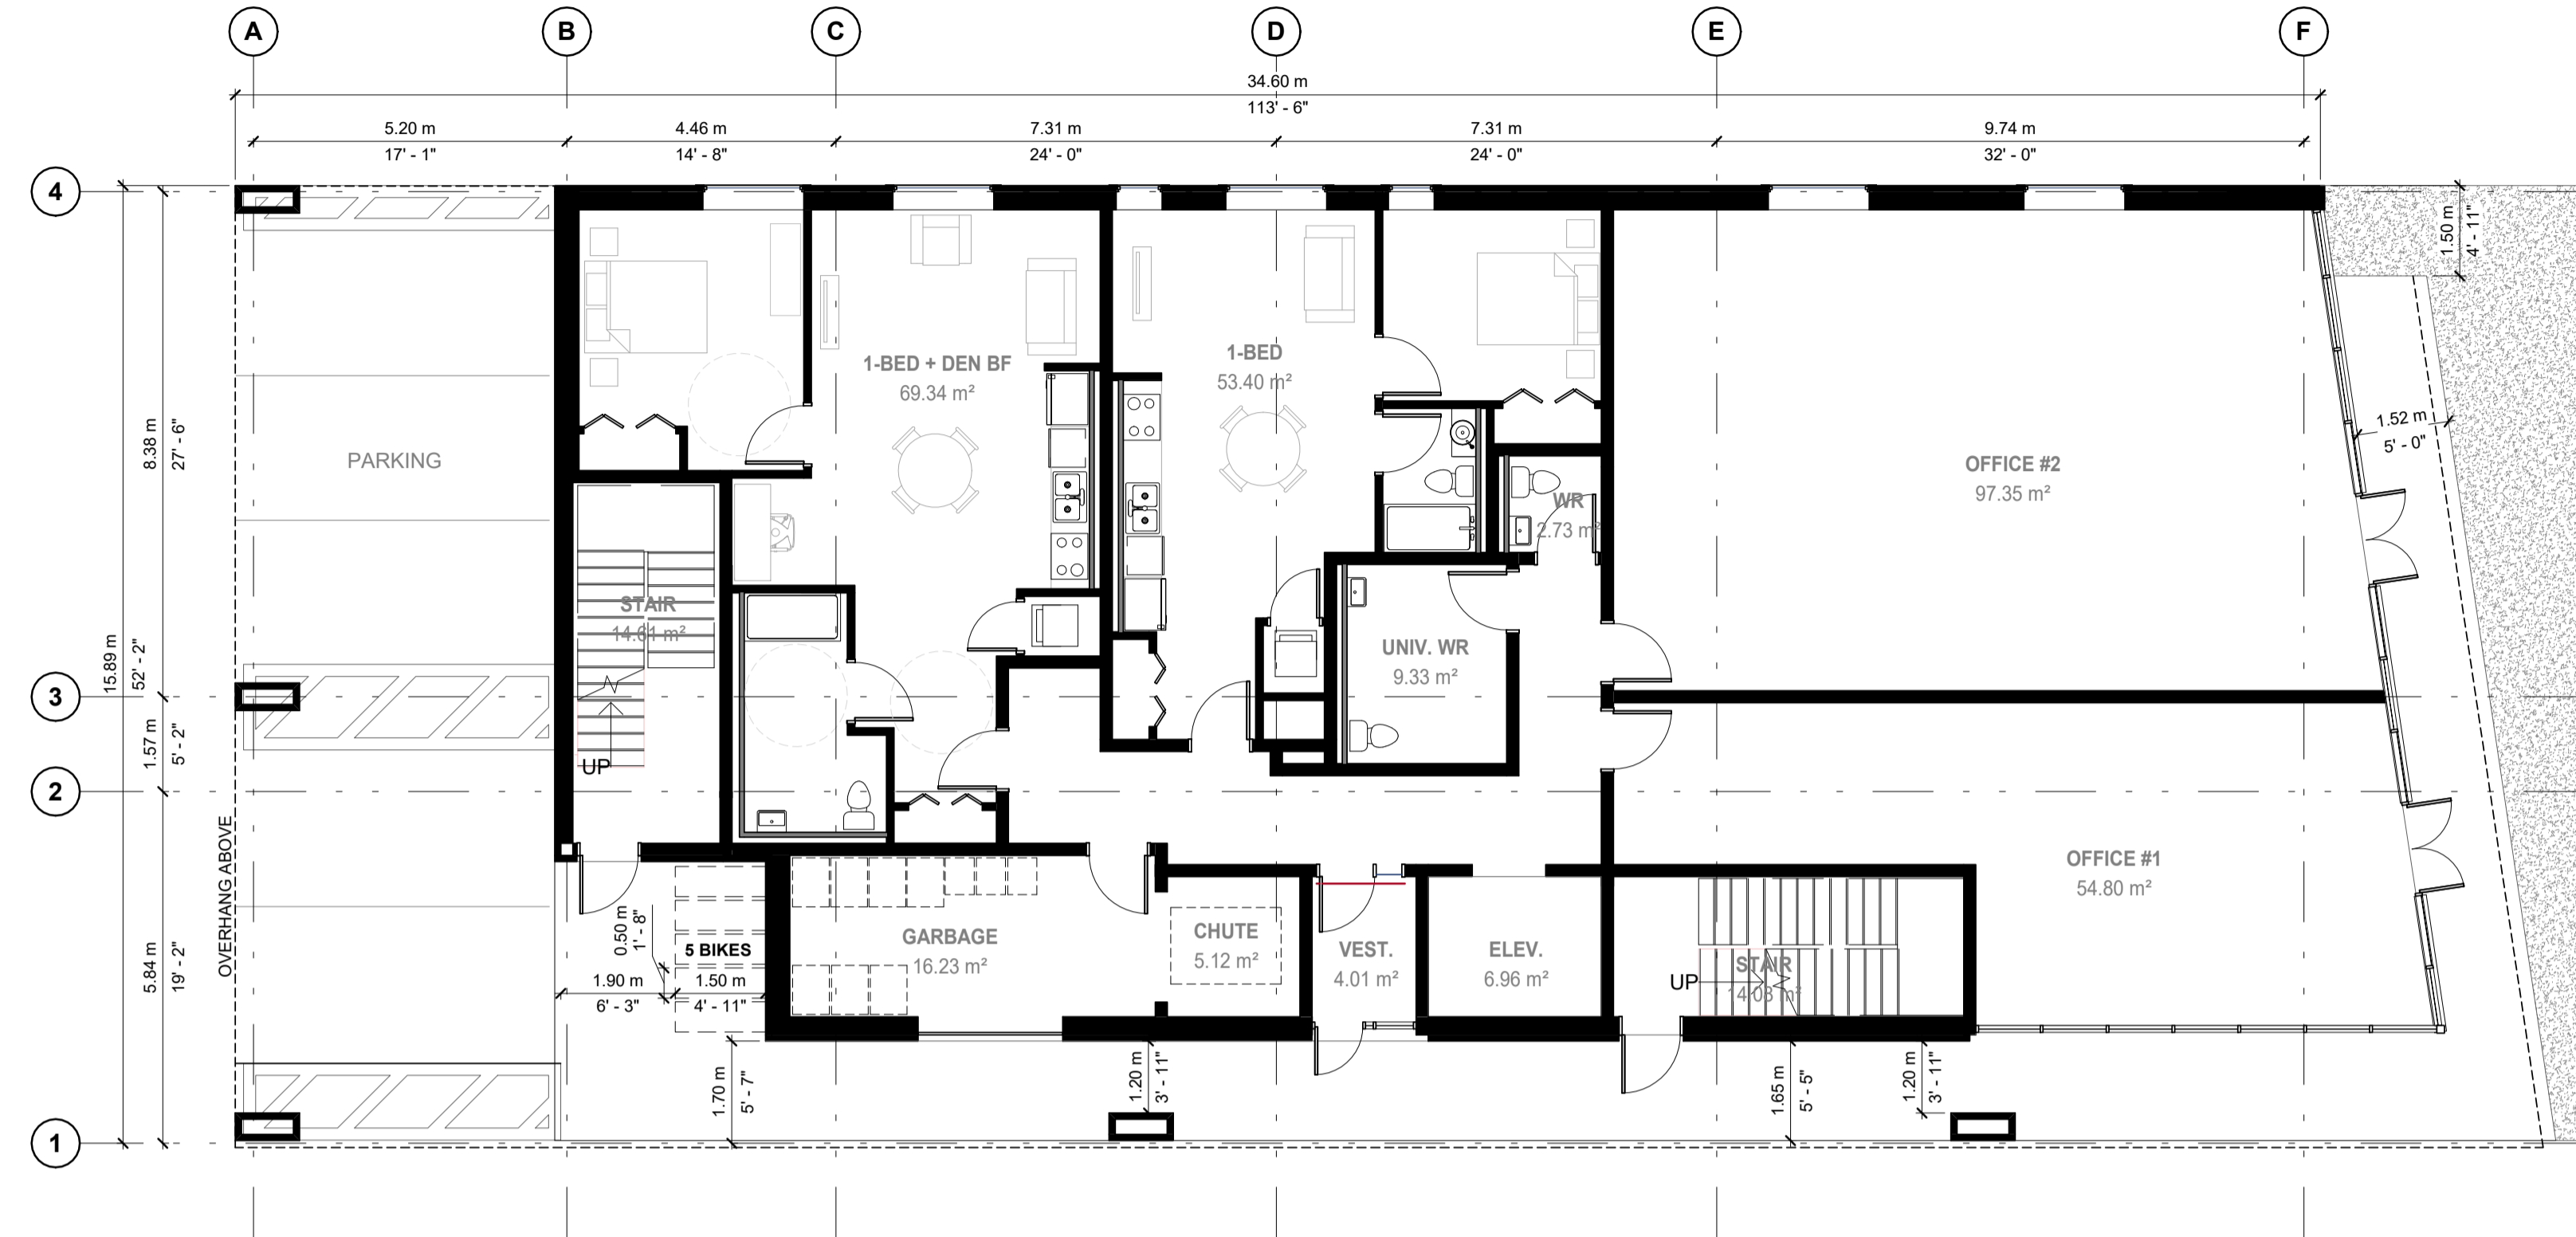 A
B
C
D
E
F
34.60 m
113' - 6"
5.20 m
17' - 1"
4.46 m
14' - 8"
7.31 m
24' - 0"
7.31 m
24' - 0"
9.74 m
32' - 0"
4
3
2
1
15.89 m
52' - 2"
8.38 m
27' - 6"
1.57 m
5' - 2"
5.84 m
19' - 2"
OVERHANG ABOVE
PARKING
1-BED + DEN BF
69.34 m²
1-BED
53.40 m²
OFFICE #2
97.35 m²
1.50 m
4' - 11"
1.52 m
5' - 0"
WR
2.73 m²
STAIR
14.61 m²
UP
UNIV. WR
9.33 m²
OFFICE #1
54.80 m²
0.50 m
1' - 8"
5 BIKES
1.90 m
6' - 3"
1.50 m
4' - 11"
GARBAGE
16.23 m²
CHUTE
5.12 m²
VEST.
4.01 m²
ELEV.
6.96 m²
UP
STAIR
14.03 m²
1.70 m
5' - 7"
1.20 m
3' - 11"
1.65 m
5' - 5"
1.20 m
3' - 11"